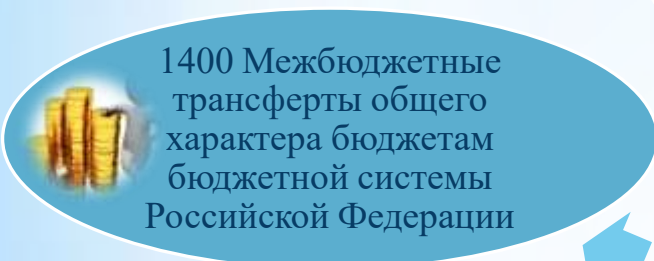 1400 Межбюджетные
трансферты общего
характера бюджетам
бюджетной системы
Российской Федерации